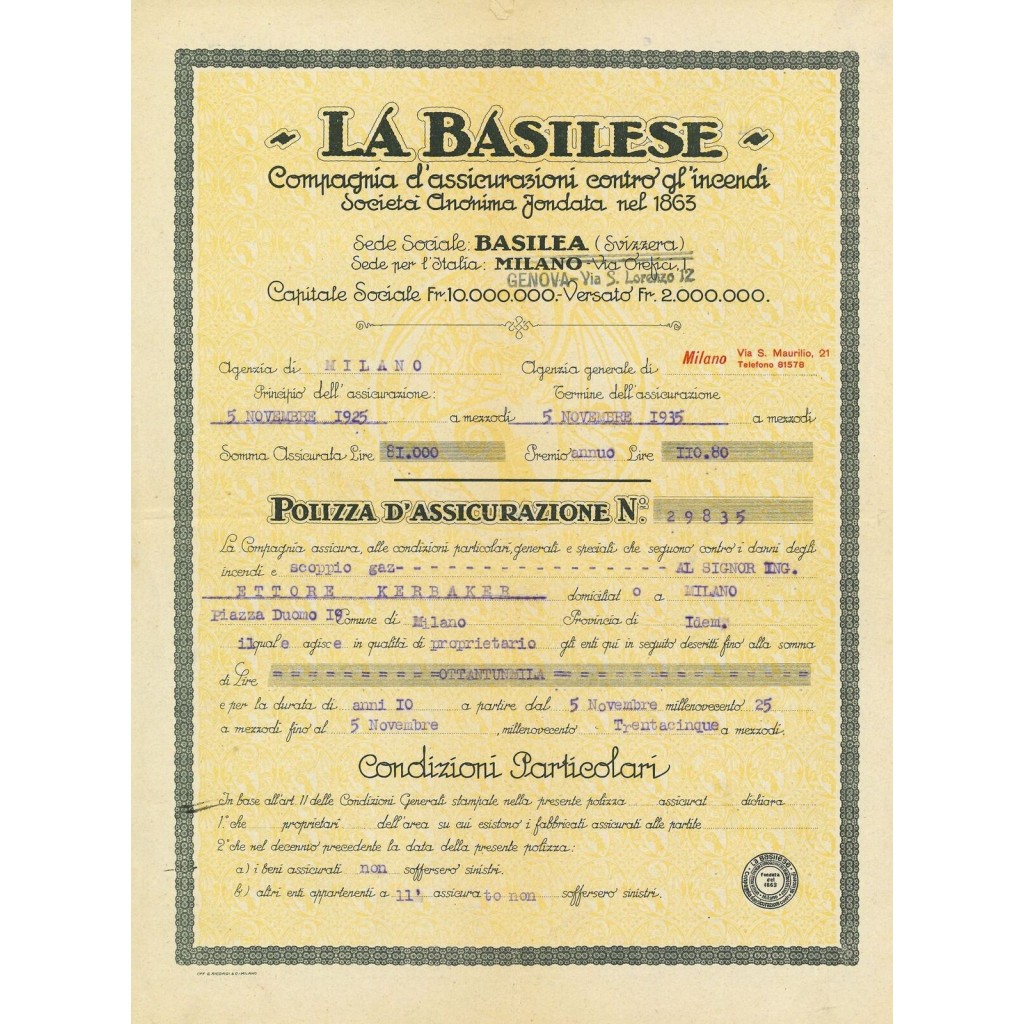 LA BASILESE
Compagnia d'assicurazioni contro gl'incendi
Società Anonima fondata nel 1863
Sede Sociale: BASILEA (Svizzera)
Sede per l'Italia: MILANO - Via Orefici, 1
GENOVA - Via S. Lorenzo 12
Capitale Sociale Fr. 10.000.000.- Versato Fr. 2.000.000.
Agenzia di MILANO Agenzia generale di Milano Via S. Maurilio, 21
Telefono 81578
Principio dell'assicurazione: Termine dell'assicurazione
5 NOVEMBRE 1925 a mezzodì 5 NOVEMBRE 1935 a mezzodì
Somma Assicurata Lire 81.000 Premio annuo Lire 110.80
POLIZZA D'ASSICURAZIONE Nº 29835
La Compagnia assicura, alle condizioni particolari, generali e speciali che seguono contro i danni degli
incendi e scoppio gaz- - - - - - - - - - - - - - - - AL SIGNOR ING.
ETTORE KERBAKER domiciliat o a MILANO
Piazza Duomo Comune di Milano Provincia di Idem.
il qual e agisc e in qualità di proprietario gli enti qui in seguito descritti fino alla somma
di Lire = = = = = = = = =OTTANTUNMILA = = = = = = = = = = = = =
e per la durata di anni 10 a partire dal 5 Novembre millenovecento 25
a mezzodì fino al 5 Novembre , millenovecento Trentacinque a mezzodì.
Condizioni Particolari
In base all'art. 11 delle Condizioni Generali stampate nella presente polizza assicurat dichiara
1.° che proprietari dell'area su cui esistono i fabbricati assicurati alle partite
2.° che nel decennio precedente la data della presente polizza:
a) i beni assicurati non soffersero sinistri.
b) altri enti appartenenti a ll' assicura to non soffersero sinistri.
LA BASILESE
Fondata
nel
1863
IMP. G. RICORDI & C. - MILANO